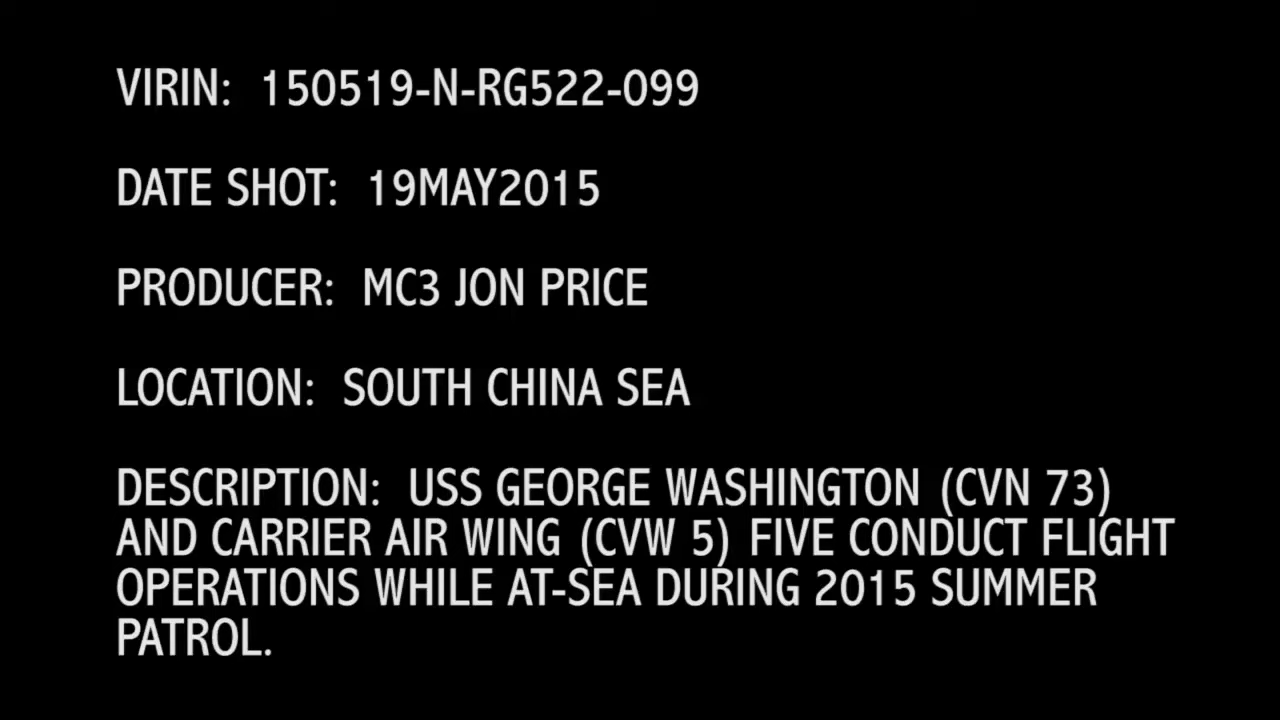 VIRIN: 150519-N-RG522-099
DATE SHOT: 19MAY2015
PRODUCER: MC3 JON PRICE
LOCATION: SOUTH CHINA SEA
DESCRIPTION: USS GEORGE WASHINGTON (CVN 73)
AND CARRIER AIR WING (CVW 5) FIVE CONDUCT FLIGHT
OPERATIONS WHILE AT-SEA DURING 2015 SUMMER
PATROL.